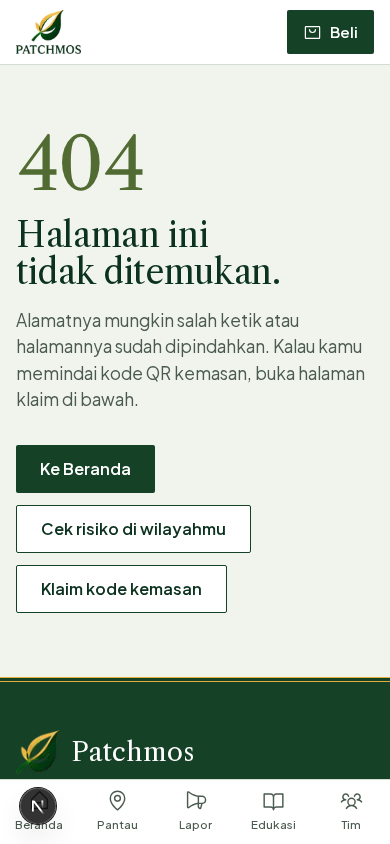 PATCHMOS
Beli
404
Halaman ini
tidak ditemukan.
Alamatnya mungkin salah ketik atau
halamannya sudah dipindahkan. Kalau kamu
memindai kode QR kemasan, buka halaman
klaim di bawah.
Ke Beranda
Cek risiko di wilayahmu
Klaim kode kemasan
Patchmos
N
Beranda Pantau Lapor Edukasi Tim